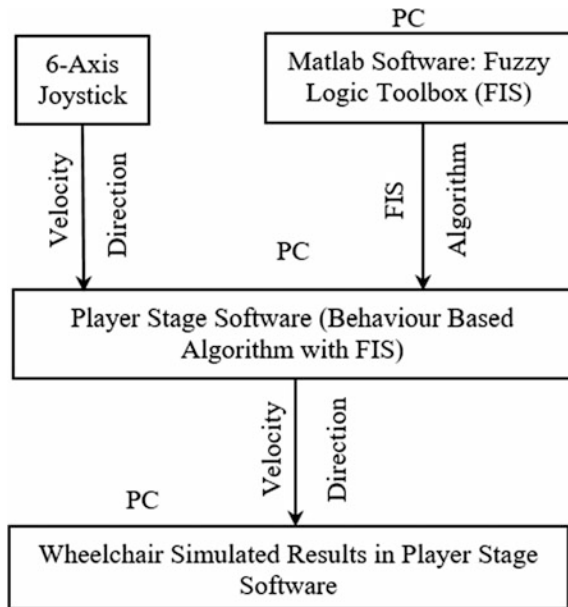 PC
6-Axis
Joystick
Matlab Software: Fuzzy
Logic Toolbox (FIS)
Velocity
Direction
FIS
Algorithm
PC
Player Stage Software (Behaviour Based
Algorithm with FIS)
Velocity
Direction
PC
Wheelchair Simulated Results in Player Stage
Software